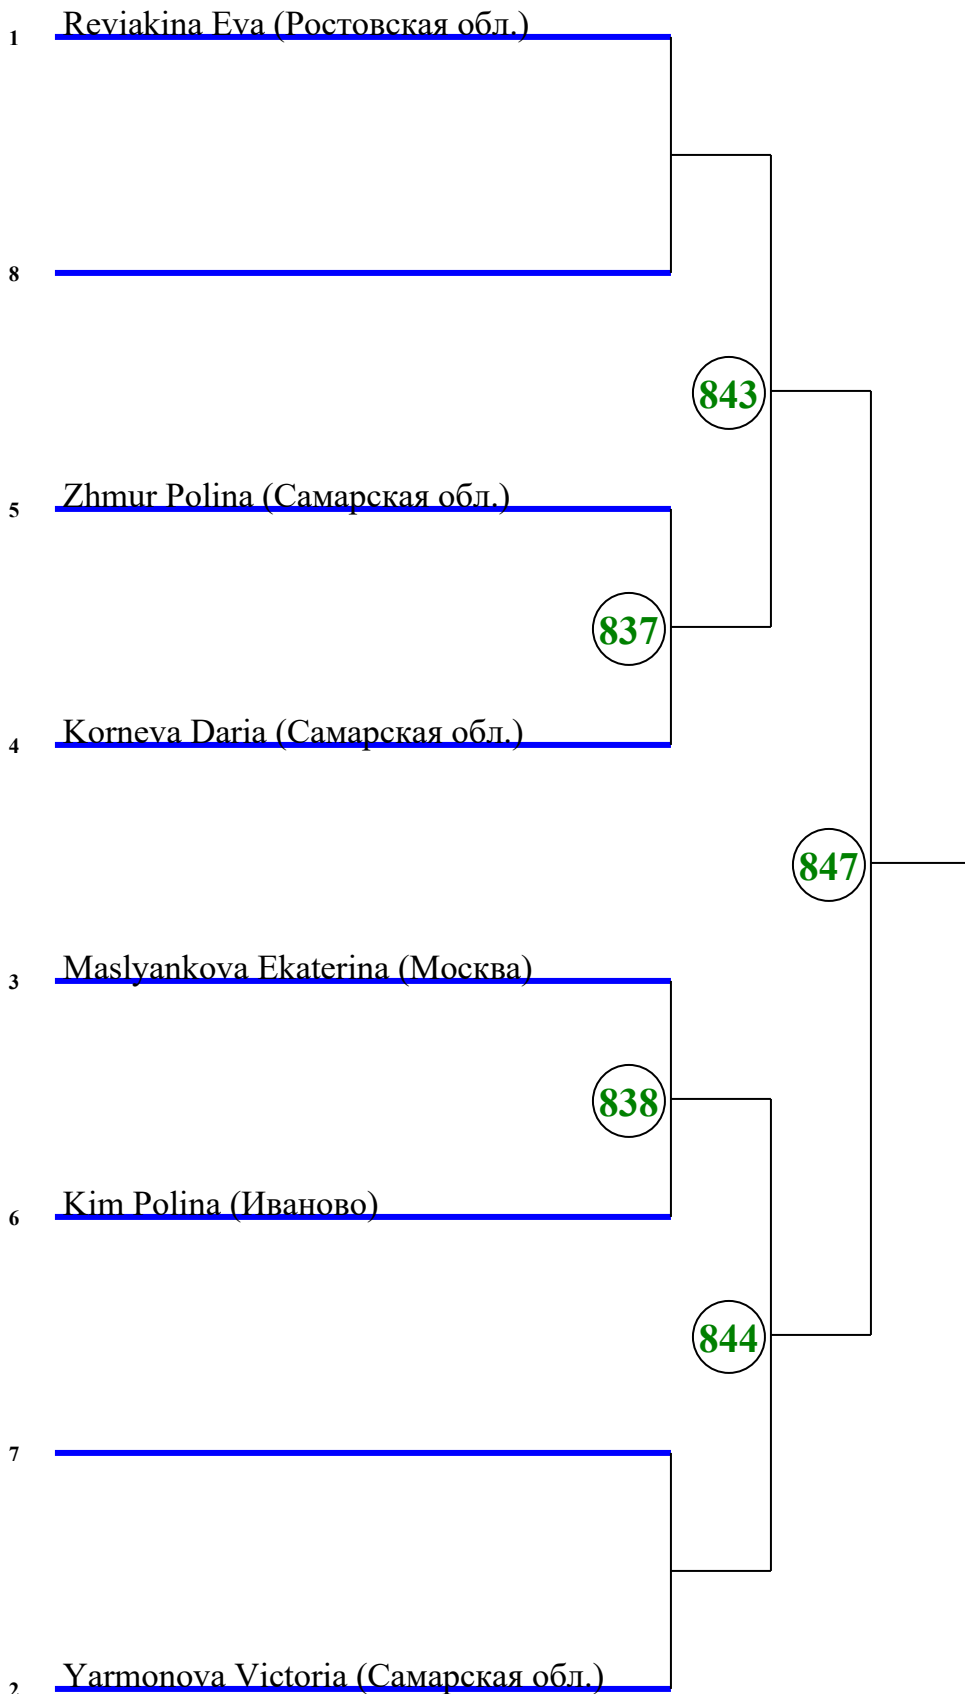 1 Reviakina Eva (Ростовская обл.)
8
843
5 Zhmur Polina (Самарская обл.)
837
4 Korneva Daria (Самарская обл.)
847
3 Maslyankova Ekaterina (Москва)
838
6 Kim Polina (Иваново)
844
7
2 Yarmonova Victoria (Самарская обл.)